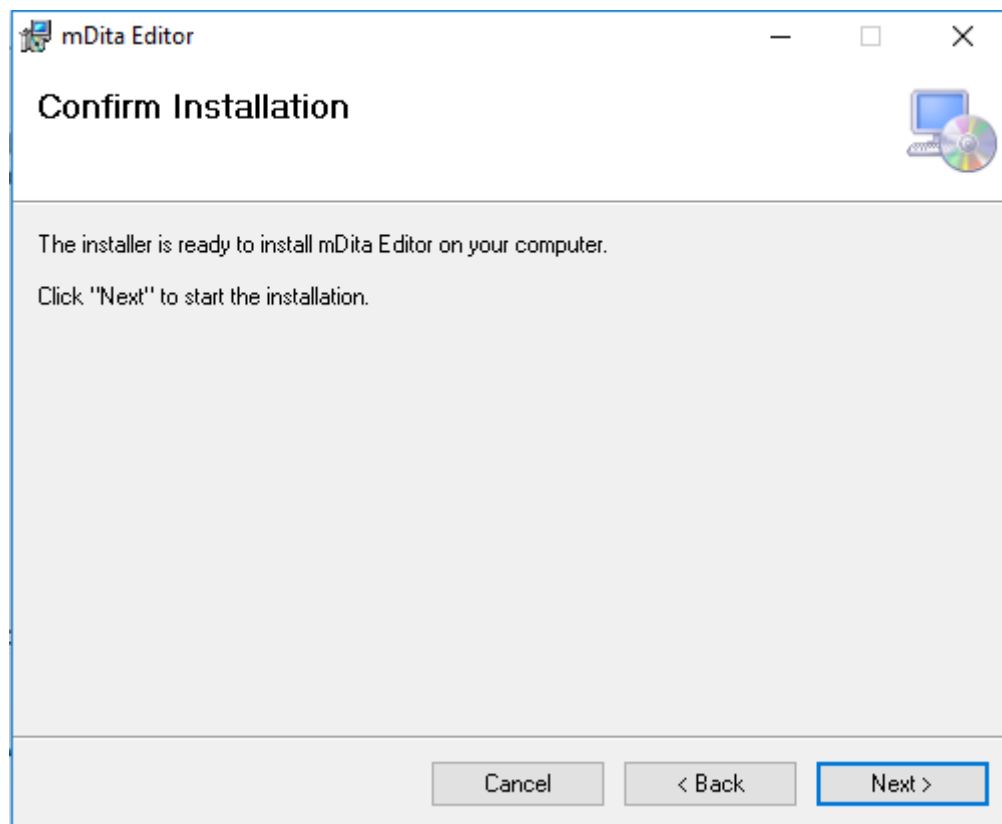 mDita Editor
Confirm Installation
The installer is ready to install mDita Editor on your computer.
Click "Next" to start the installation.
Cancel
< Back
Next >